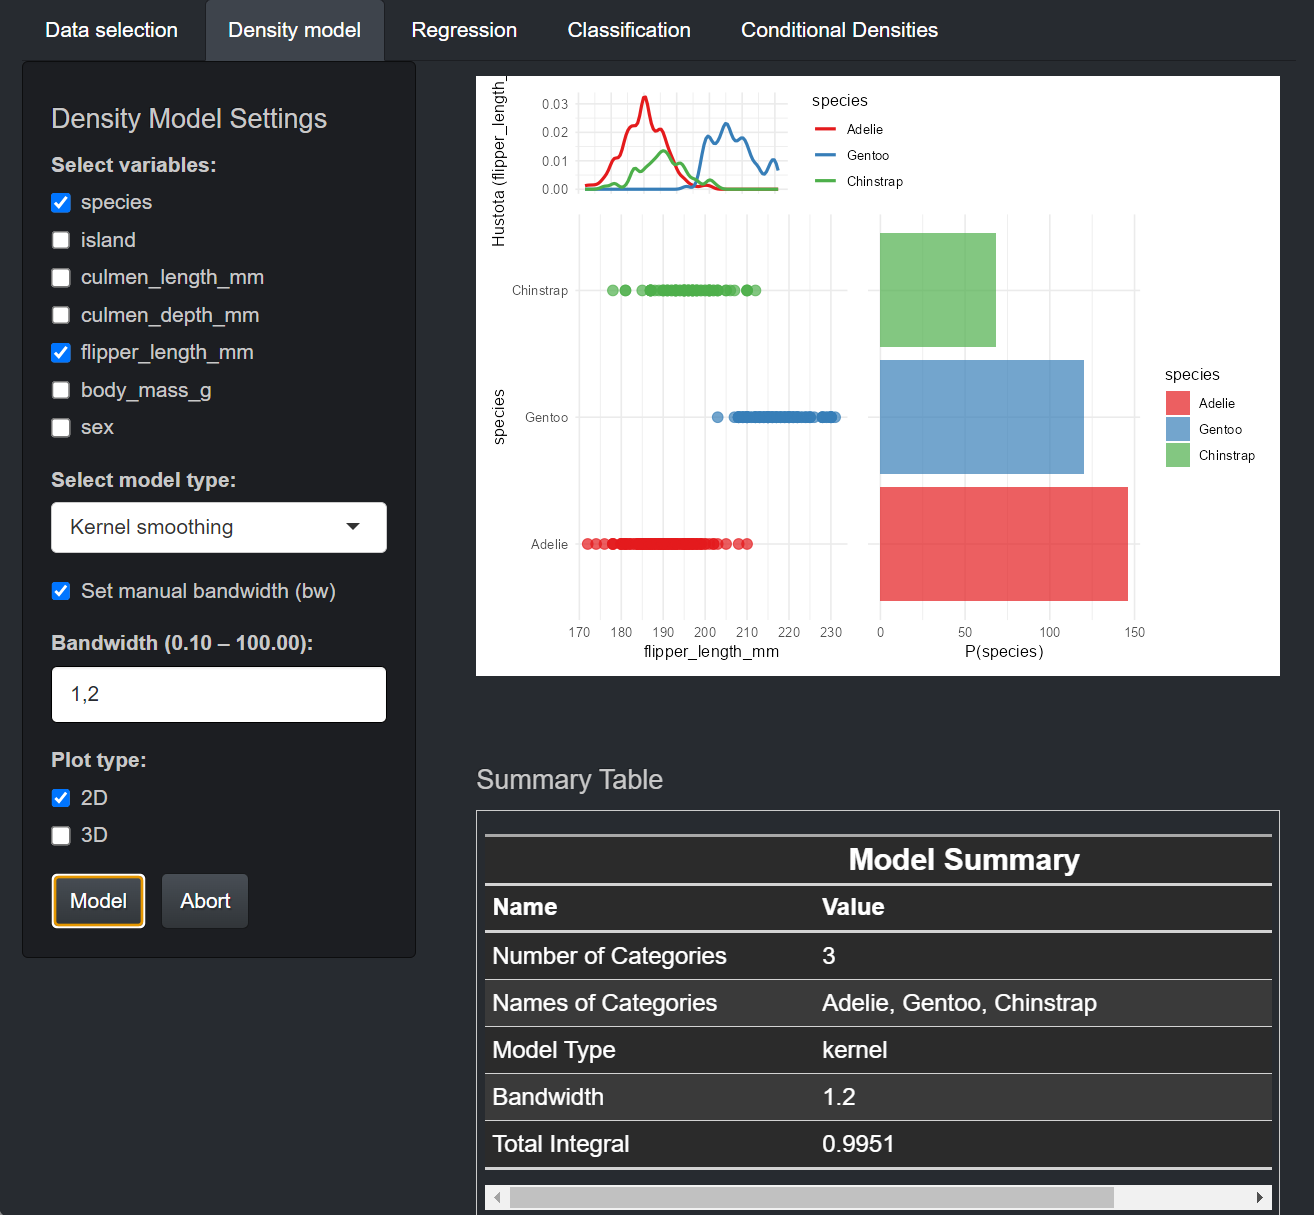 Data selection
Density model
Regression
Classification
Conditional Densities
Density Model Settings
Select variables:
species
island
culmen_length_mm
culmen_depth_mm
flipper_length_mm
body_mass_g
sex
Select model type:
Kernel smoothing
Set manual bandwidth (bw)
Bandwidth (0.10 – 100.00):
1,2
Plot type:
2D
3D
Model
Abort
Hustota (flipper_length_
0.03
0.02
0.01
0.00
species
Adelie
Gentoo
Chinstrap
species
Chinstrap
Gentoo
Adelie
170 180 190 200 210 220 230
flipper_length_mm
0 50 100 150
P(species)
species
Adelie
Gentoo
Chinstrap
Summary Table
Model Summary
Name Value
Number of Categories 3
Names of Categories Adelie, Gentoo, Chinstrap
Model Type kernel
Bandwidth 1.2
Total Integral 0.9951